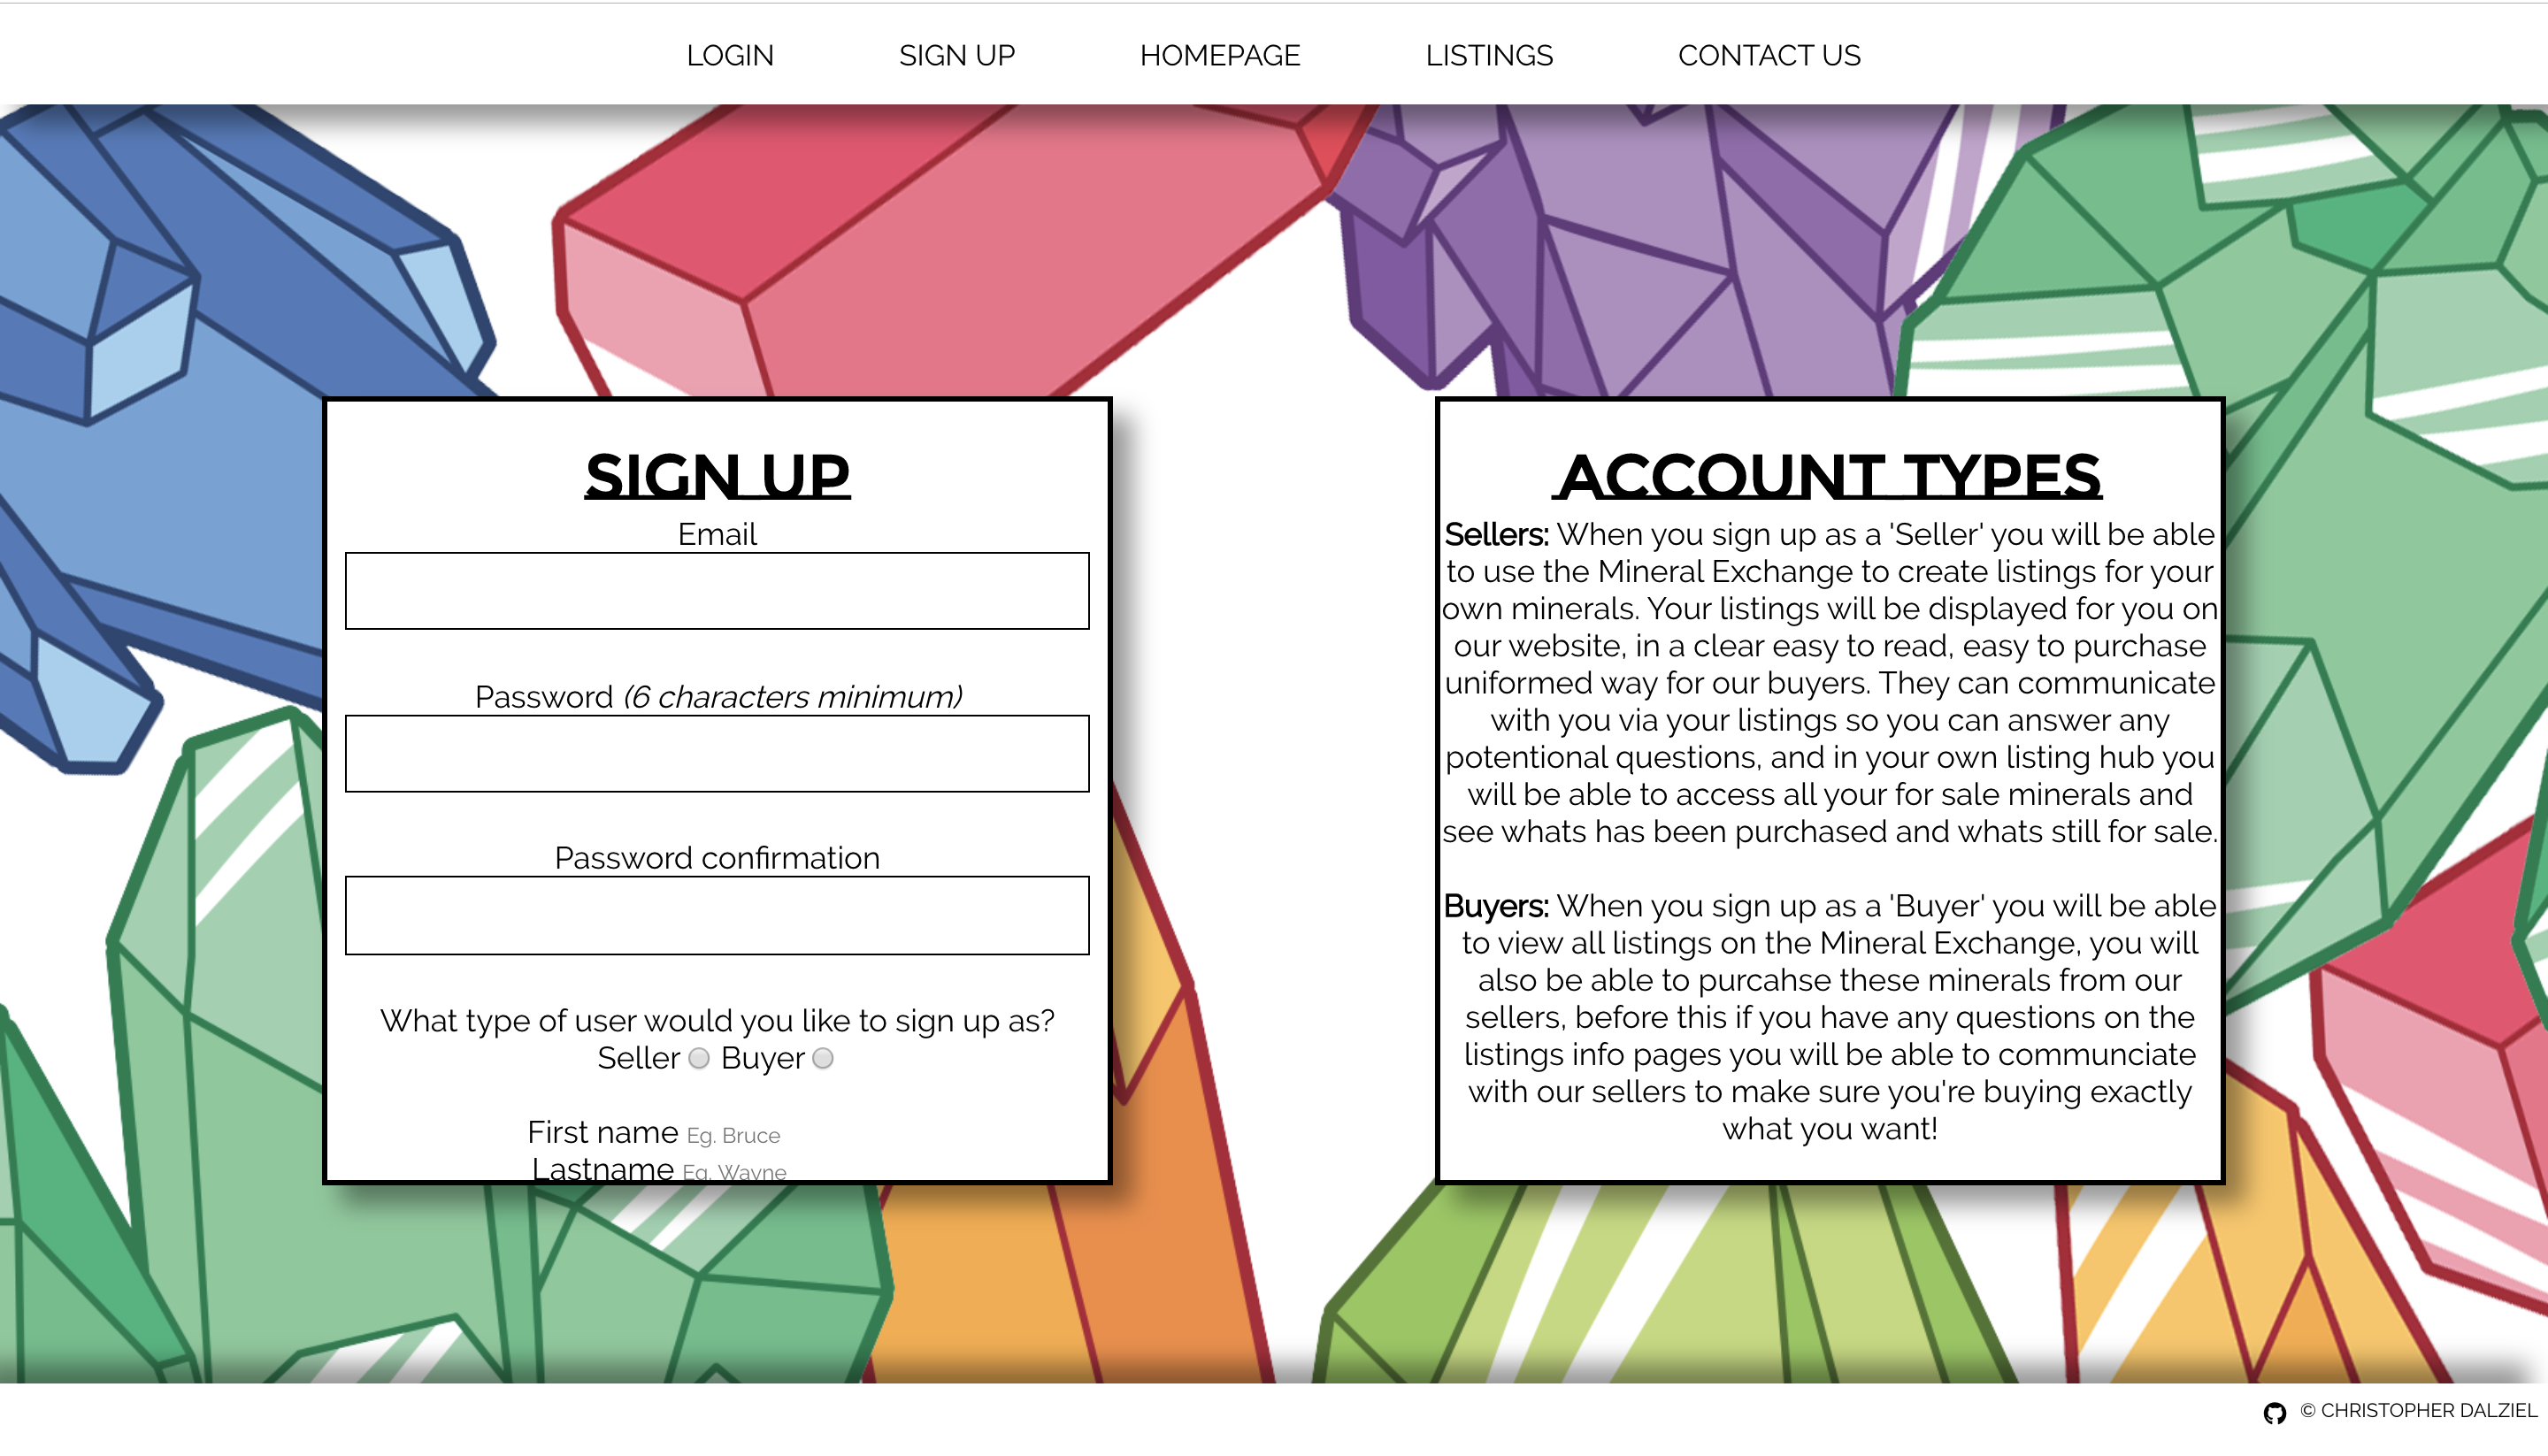 LOGIN SIGN UP HOMEPAGE LISTINGS CONTACT US
SIGN UP
Email
Password (6 characters minimum)
Password confirmation
What type of user would you like to sign up as?
Seller Buyer
First name Eg. Bruce
Lastname Eg. Wayne
ACCOUNT TYPES
Sellers: When you sign up as a 'Seller' you will be able
to use the Mineral Exchange to create listings for your
own minerals. Your listings will be displayed for you on
our website, in a clear easy to read, easy to purchase
uniformed way for our buyers. They can communicate
with you via your listings so you can answer any
potentional questions, and in your own listing hub you
will be able to access all your for sale minerals and
see whats has been purchased and whats still for sale.
Buyers: When you sign up as a 'Buyer' you will be able
to view all listings on the Mineral Exchange, you will
also be able to purcahse these minerals from our
sellers, before this if you have any questions on the
listings info pages you will be able to communciate
with our sellers to make sure you're buying exactly
what you want!
© CHRISTOPHER DALZIEL